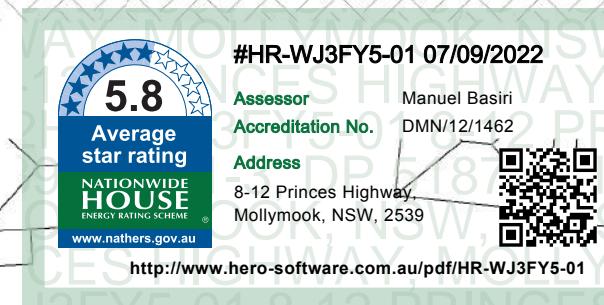 #HR-WJ3FY5-01 07/09/2022
5.8
Average
star rating
NATIONWIDE
HOUSE
ENERGY RATING SCHEME
®
www.nathers.gov.au
Assessor Manuel Basiri
Accreditation No. DMN/12/1462
Address
8-12 Princes Highway,
Mollymook, NSW, 2539
http://www.hero-software.com.au/pdf/HR-WJ3FY5-01